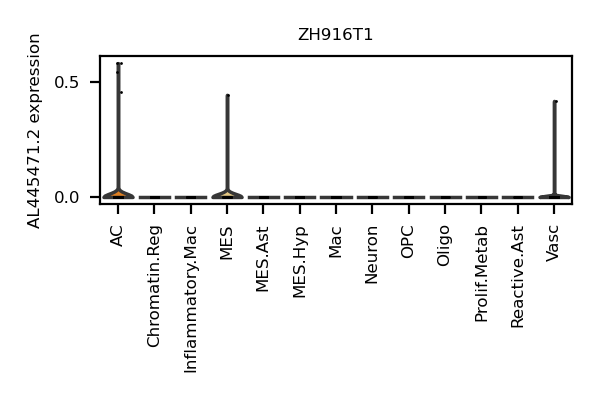 ZH916T1
AL445471.2 expression
0.5
0.0
AC
Chromatin.Reg
Inflammatory.Mac
MES
MES.Ast
MES.Hyp
Mac
Neuron
OPC
Oligo
Prolif.Metab
Reactive.Ast
Vasc